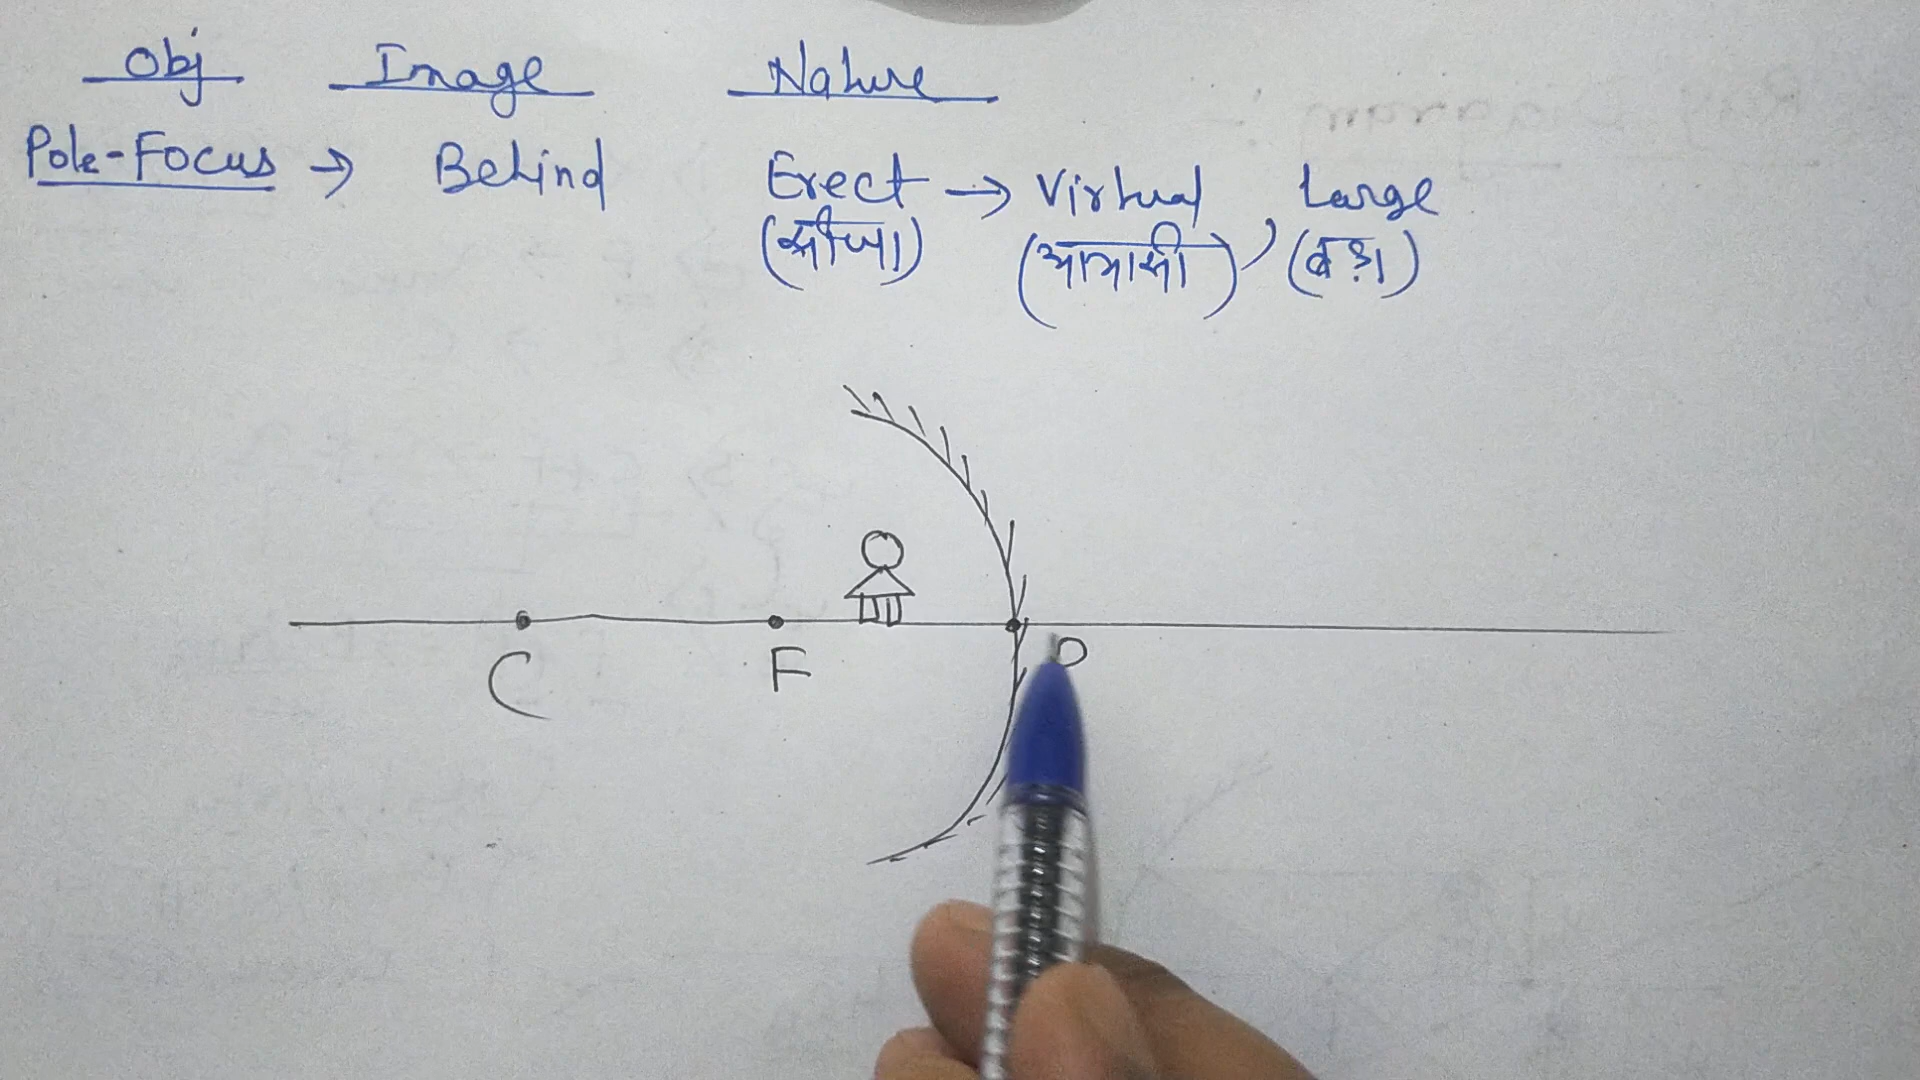 Obj Image Nature
Pole-Focus → Behind Erect → Virtual, Large
(सीधा) (आभासी) (बड़ा)
C F P